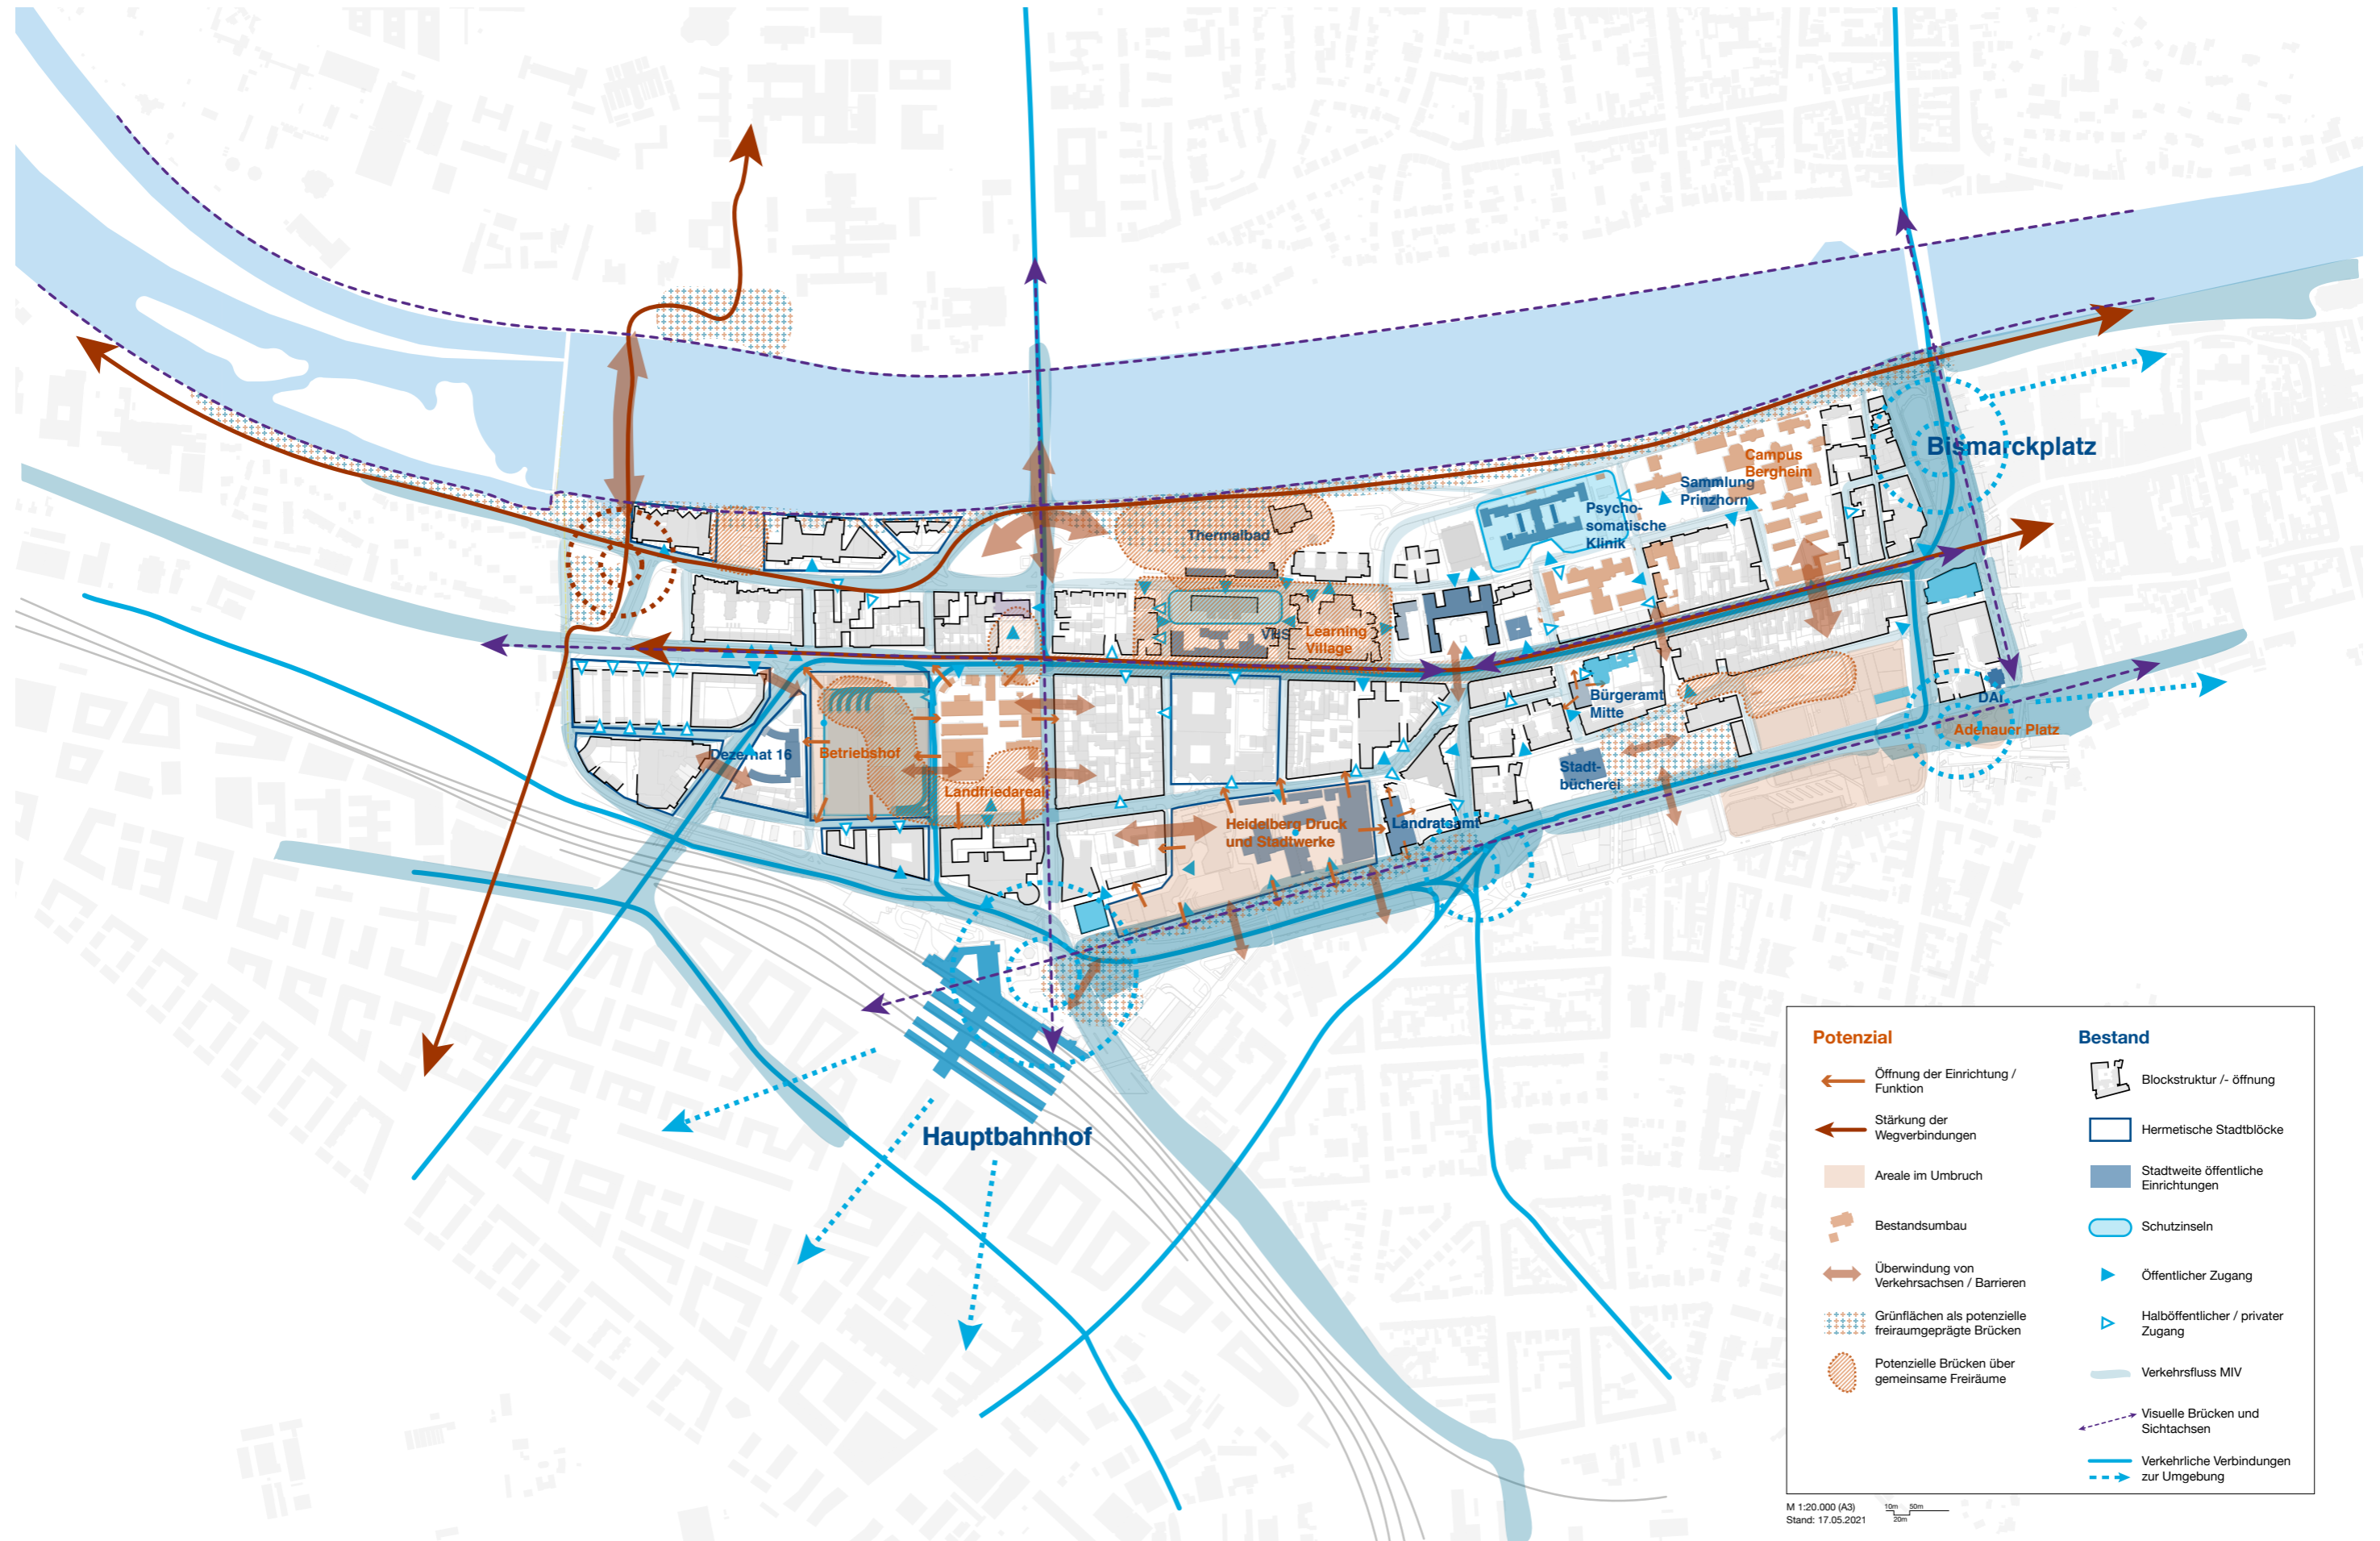 Bismarckplatz
Campus
Bergheim
Sammlung
Prinzhorn
Psycho-
somatische
Klinik
Thermalbad
VHS
Learning
Village
Bürgeramt
Mitte
DAI
Adenauer Platz
Dezernat 16
Betriebshof
Stadt-
bücherei
Landfriedareal
Heidelberg Druck
und Stadtwerke
Landratsamt
Hauptbahnhof
Potenzial
Öffnung der Einrichtung /
Funktion
Stärkung der
Wegverbindungen
Areale im Umbruch
Bestandsumbau
Überwindung von
Verkehrsachsen / Barrieren
Grünflächen als potenzielle
freiraumgeprägte Brücken
Potenzielle Brücken über
gemeinsame Freiräume
Bestand
Blockstruktur /- öffnung
Hermetische Stadtblöcke
Stadtweite öffentliche
Einrichtungen
Schutzinseln
Öffentlicher Zugang
Halböffentlicher / privater
Zugang
Verkehrsfluss MIV
Visuelle Brücken und
Sichtachsen
Verkehrliche Verbindungen
zur Umgebung
M 1:20.000 (A3)
Stand: 17.05.2021
10m 50m
20m